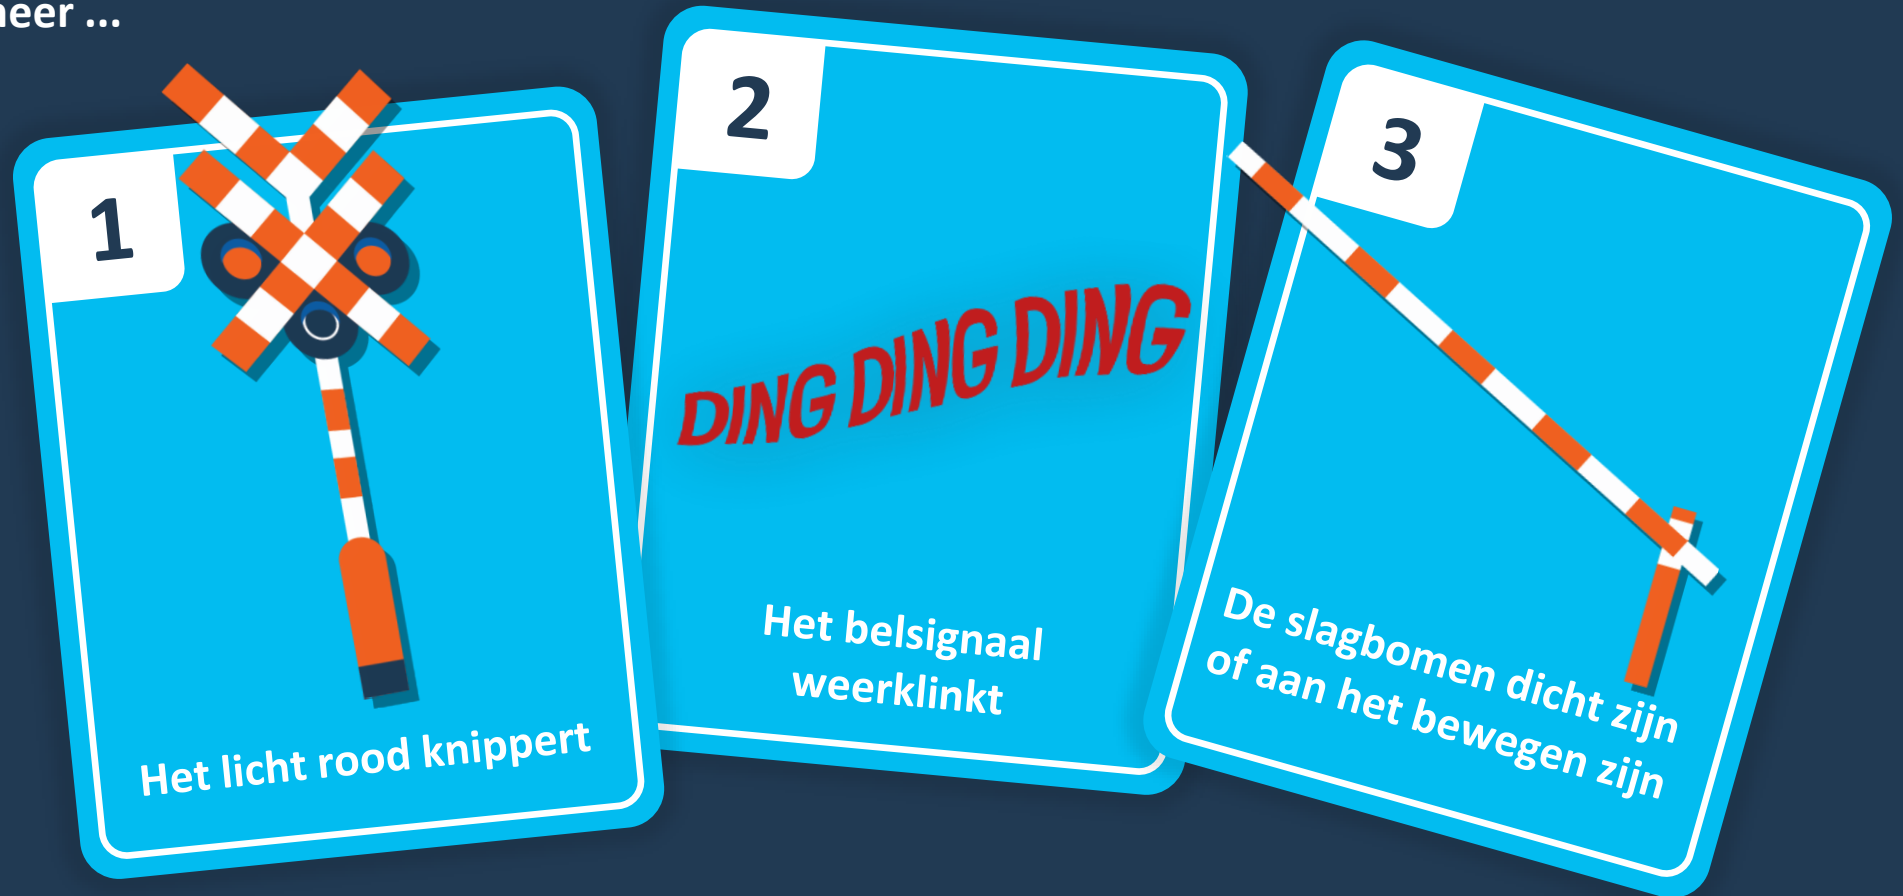 ...
1
Het licht rood knippert
2
DING DING DING
Het belsignaal
weerklinkt
3
De slagbomen dicht zijn
of aan het bewegen zijn